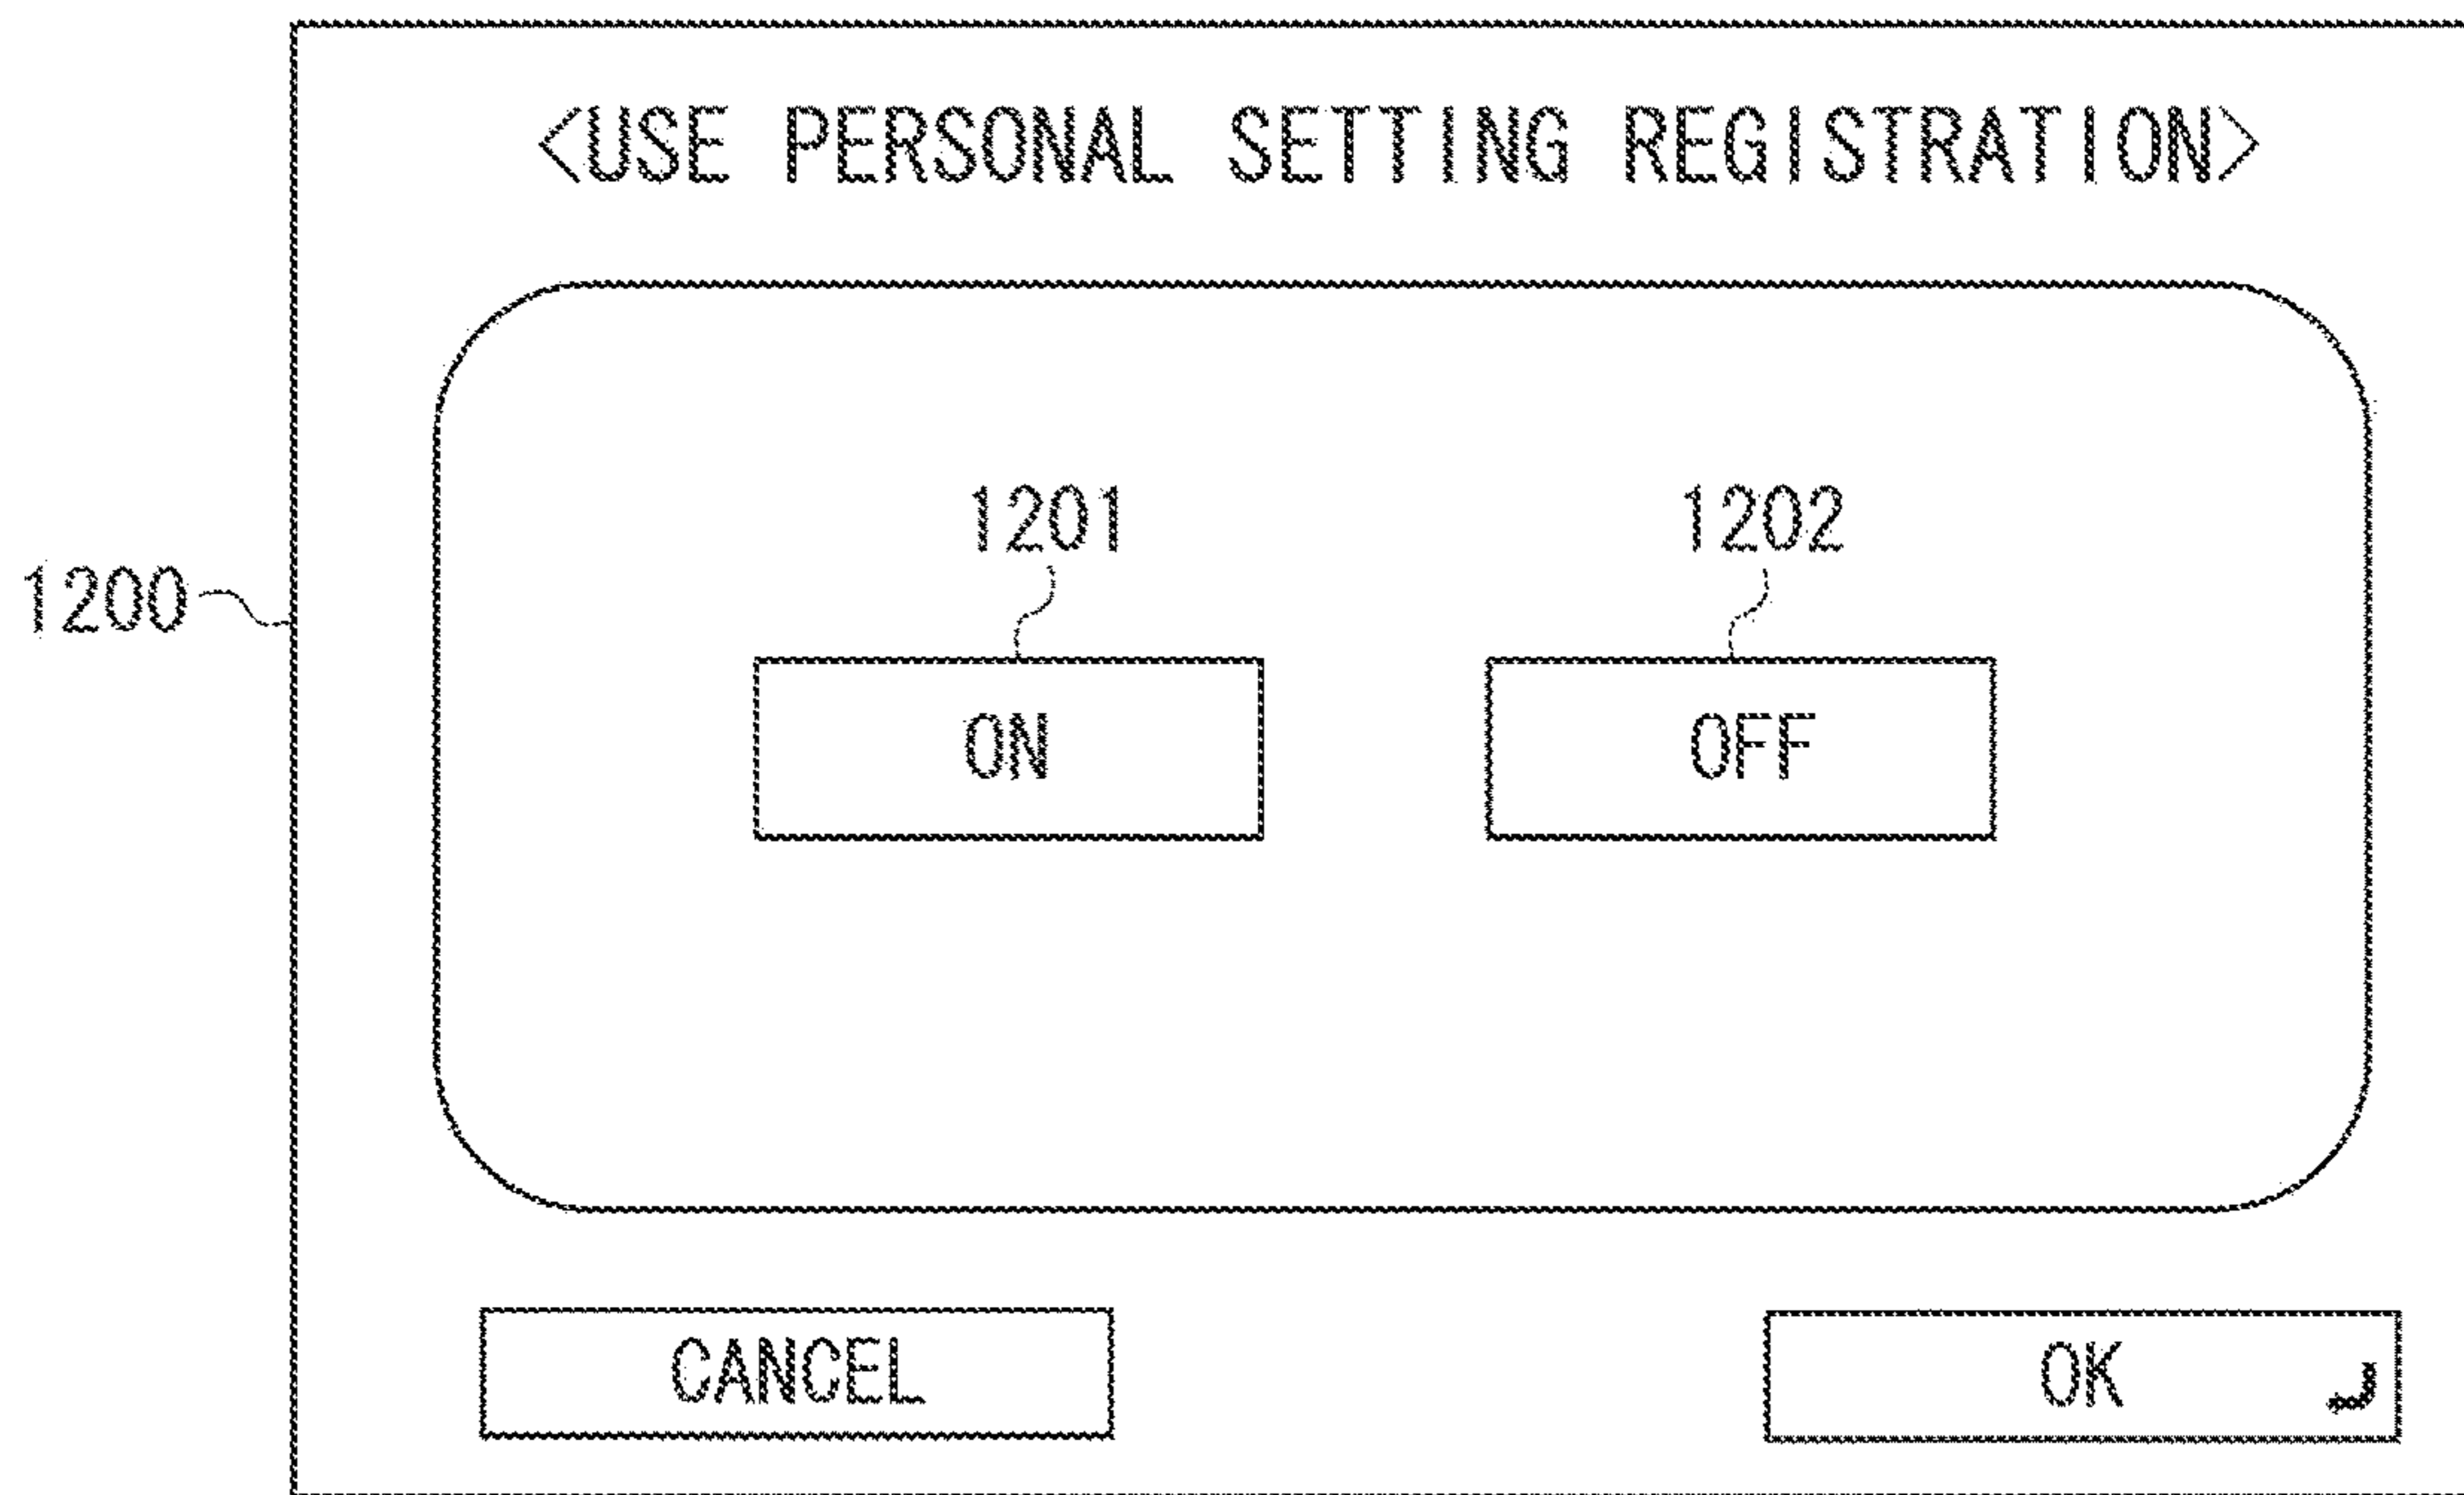 <USE PERSONAL SETTING REGISTRATION>
1201 1202
1200
ON OFF
CANCEL OK